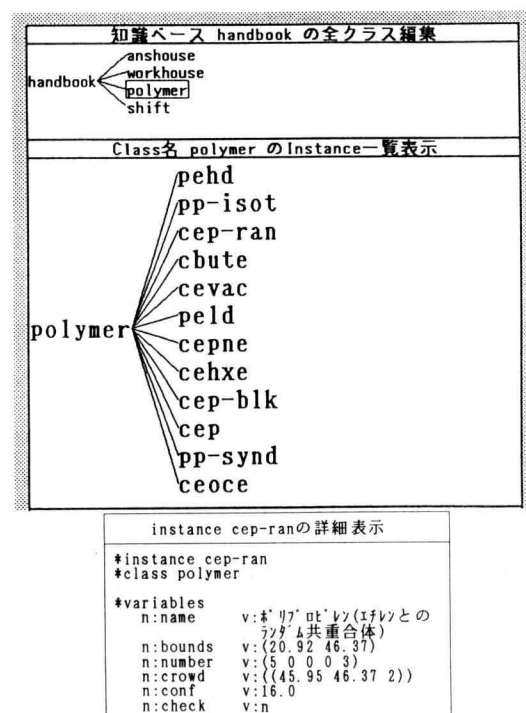 知識ベース handbook の全クラス編集
anshouse
workhouse
handbook
polymer
shift
Class名 polymer のInstance一覧表示
pehd
pp-isot
cep-ran
cbute
cevac
peld
polymer
cepne
cehxe
cep-blk
cep
pp-synd
ceoce
instance cep-ranの詳細表示
*instance cep-ran
*class polymer
*variables
n:name v:ポリプロピレン(エチレンとの
ランダム共重合体)
n:bounds v:(20.92 46.37)
n:number v:(5 0 0 0 3)
n:crowd v:((45.95 46.37 2))
n:conf v:16.0
n:check v:n